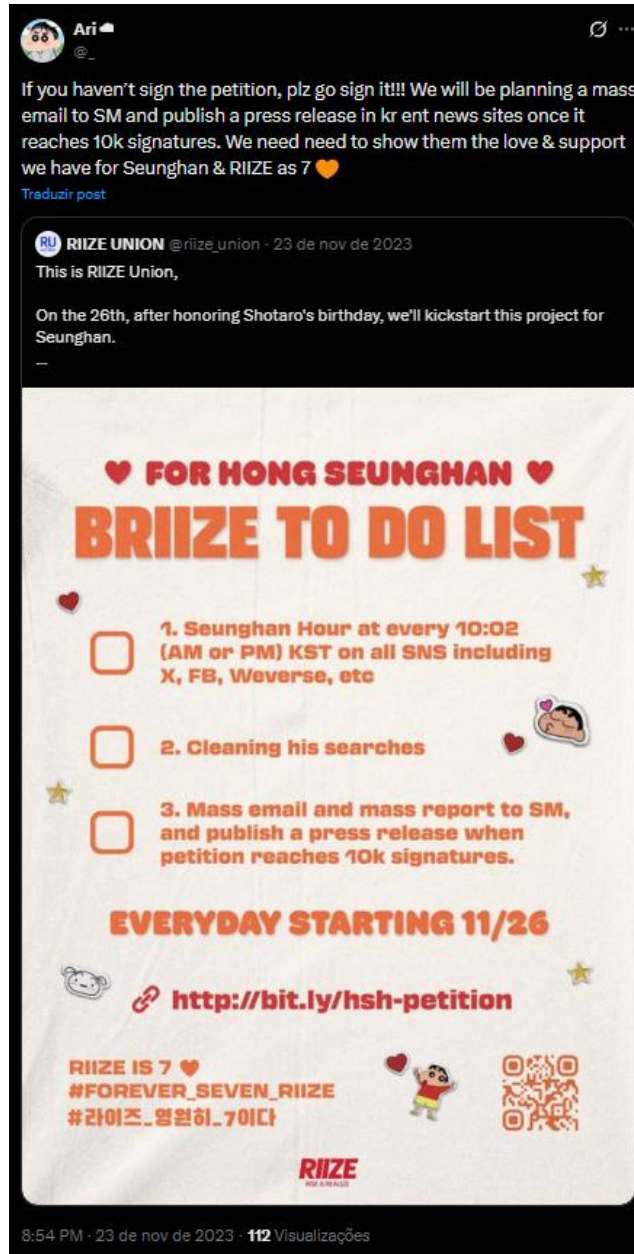 Ari
@_
If you haven't sign the petition, plz go sign it!!! We will be planning a mass
email to SM and publish a press release in kr ent news sites once it
reaches 10k signatures. We need need to show them the love & support
we have for Seunghan & RIIZE as 7 🧡
Traduzir post
RU
RIIZE UNION @riize_union · 23 de nov de 2023
This is RIIZE Union,
On the 26th, after honoring Shotaro's birthday, we'll kickstart this project for
Seunghan.
—
♥ FOR HONG SEUNGHAN ♥
BRIIZE TO DO LIST
1. Seunghan Hour at every 10:02
(AM or PM) KST on all SNS including
X, FB, Weverse, etc
2. Cleaning his searches
3. Mass email and mass report to SM,
and publish a press release when
petition reaches 10k signatures.
EVERYDAY STARTING 11/26
http://bit.ly/hsh-petition
RIIZE IS 7 ♥
#FOREVER_SEVEN_RIIZE
#라이즈_영원히_7이다
RIIZE
RISE & REALIZE
8:54 PM · 23 de nov de 2023 · 112 Visualizações